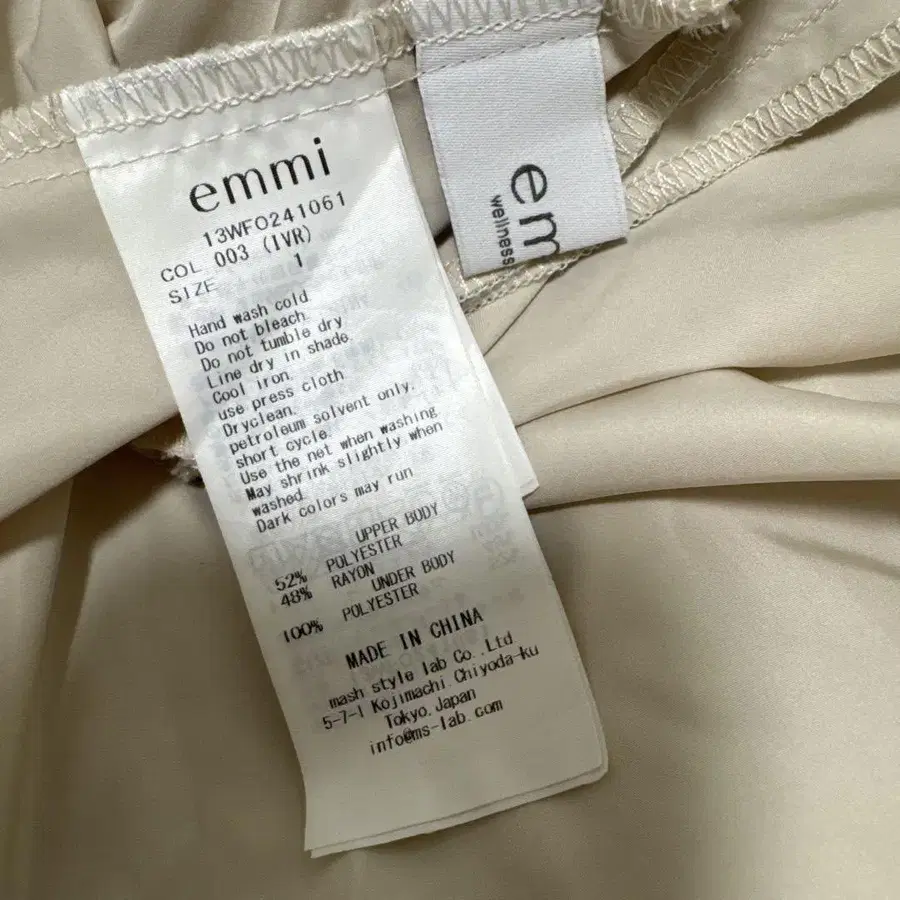 emmi
13WFO241061
COL 003 (IVR)
SIZE 1
Hand wash cold
Do not bleach.
Do not tumble dry
Line dry in shade.
Cool iron.
use press cloth
Dryclean.
petroleum solvent only.
short cycle.
Use the net when washing
May shrink slightly when
washed.
Dark colors may run
UPPER BODY
52% POLYESTER
48% RAYON
UNDER BODY
100% POLYESTER
MADE IN CHINA
mash style lab Co.,Ltd
5-7-1 Kojimachi.Chiyoda-ku
Tokyo.Japan
info@ms-lab.com
em
wellness